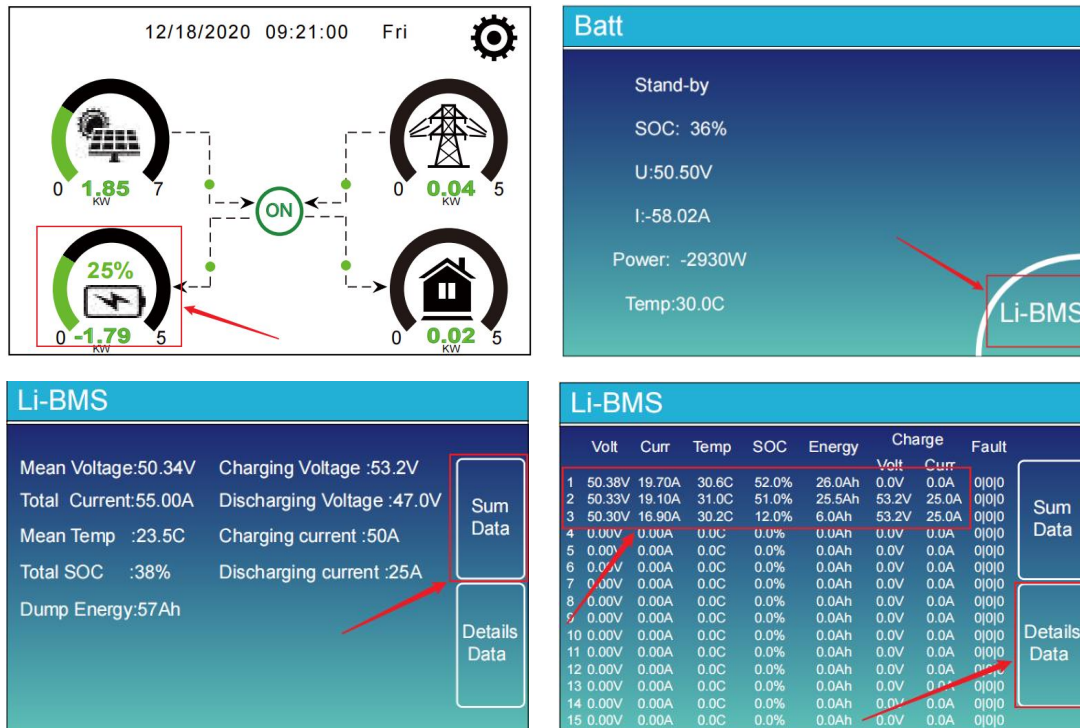 12/18/2020 09:21:00 Fri
0 1.85 7
KW
0 0.04 5
KW
ON
25%
0 -1.79 5
KW
0 0.02 5
KW
Batt
Stand-by
SOC: 36%
U:50.50V
I:-58.02A
Power: -2930W
Temp:30.0C
Li-BMS
Li-BMS
Mean Voltage:50.34V Charging Voltage :53.2V
Total Current:55.00A Discharging Voltage :47.0V
Mean Temp :23.5C Charging current :50A
Total SOC :38% Discharging current :25A
Dump Energy:57Ah
Sum
Data
Details
Data
Li-BMS
Volt Curr Temp SOC Energy Charge Fault
Volt Curr
1 50.38V 19.70A 30.6C 52.0% 26.0Ah 0.0V 0.0A 0|0|0
2 50.33V 19.10A 31.0C 51.0% 25.5Ah 53.2V 25.0A 0|0|0
3 50.30V 16.90A 30.2C 12.0% 6.0Ah 53.2V 25.0A 0|0|0
4 0.00V 0.00A 0.0C 0.0% 0.0Ah 0.0V 0.0A 0|0|0
5 0.00V 0.00A 0.0C 0.0% 0.0Ah 0.0V 0.0A 0|0|0
6 0.00V 0.00A 0.0C 0.0% 0.0Ah 0.0V 0.0A 0|0|0
7 0.00V 0.00A 0.0C 0.0% 0.0Ah 0.0V 0.0A 0|0|0
8 0.00V 0.00A 0.0C 0.0% 0.0Ah 0.0V 0.0A 0|0|0
9 0.00V 0.00A 0.0C 0.0% 0.0Ah 0.0V 0.0A 0|0|0
10 0.00V 0.00A 0.0C 0.0% 0.0Ah 0.0V 0.0A 0|0|0
11 0.00V 0.00A 0.0C 0.0% 0.0Ah 0.0V 0.0A 0|0|0
12 0.00V 0.00A 0.0C 0.0% 0.0Ah 0.0V 0.0A 0|0|0
13 0.00V 0.00A 0.0C 0.0% 0.0Ah 0.0V 0.0A 0|0|0
14 0.00V 0.00A 0.0C 0.0% 0.0Ah 0.0V 0.0A 0|0|0
15 0.00V 0.00A 0.0C 0.0% 0.0Ah 0.0V 0.0A 0|0|0
Sum
Data
Details
Data